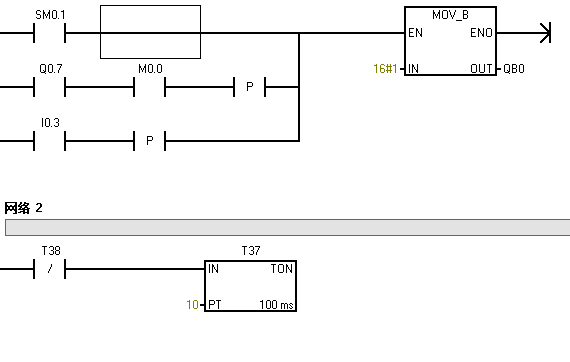 SM0.1
MOV_B
EN ENO
Q0.7 M0.0
P
16#1 IN OUT QB0
I0.3
P
网络 2
T38 T37
/ IN TON
10 PT 100 ms